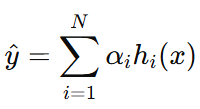 ŷ = ∑_{i=1}^{N} α_i h_i(x)